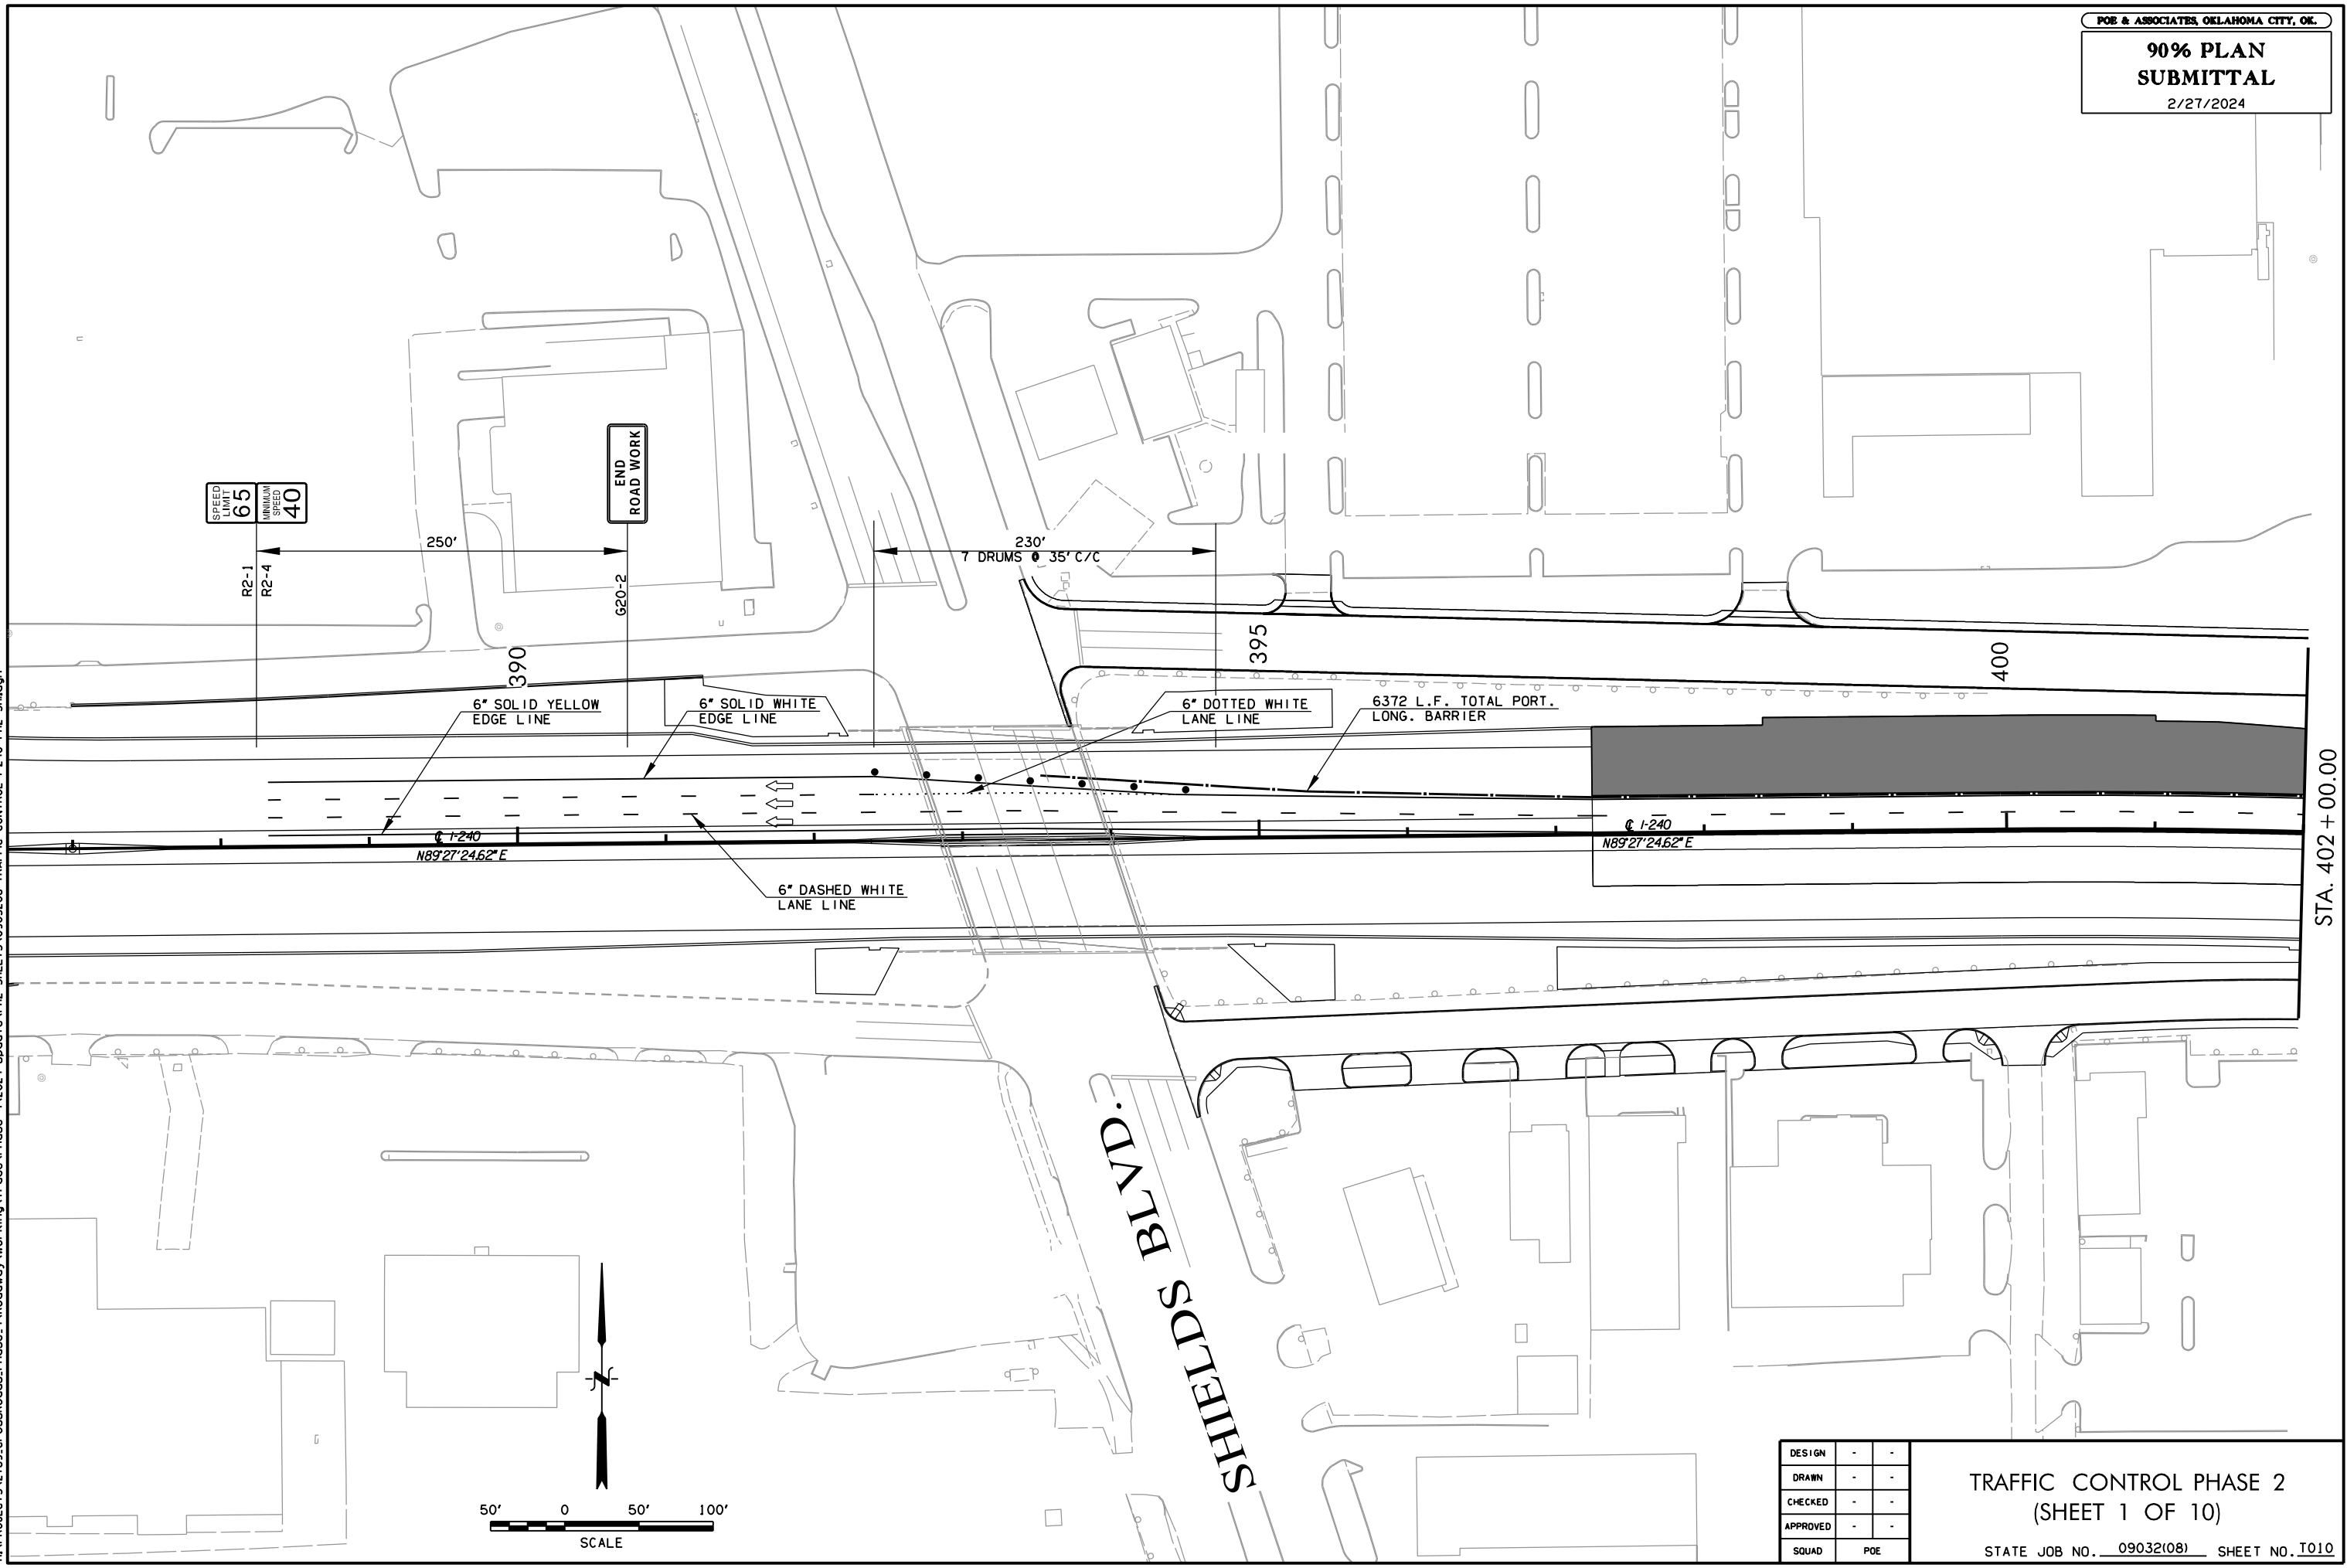 POE & ASSOCIATES, OKLAHOMA CITY, OK.
90% PLAN
SUBMITTAL
2/27/2024
SPEED
LIMIT
65
MINIMUM
SPEED
40
END
ROAD WORK
250'
230'
7 DRUMS @ 35' C/C
R2-1
R2-4
G20-2
390
395
400
6" SOLID YELLOW
EDGE LINE
6" SOLID WHITE
EDGE LINE
6" DOTTED WHITE
LANE LINE
6372 L.F. TOTAL PORT.
LONG. BARRIER
STA. 402+00.00
℄ I-240
N89°27'24.62" E
℄ I-240
N89°27'24.62" E
6" DASHED WHITE
LANE LINE
SHIELDS BLVD.
N
50' 0 50' 100'
SCALE
DESIGN - -
DRAWN - -
CHECKED - -
APPROVED - -
SQUAD POE
TRAFFIC CONTROL PHASE 2
(SHEET 1 OF 10)
STATE JOB NO. 09032(08) SHEET NO. T010